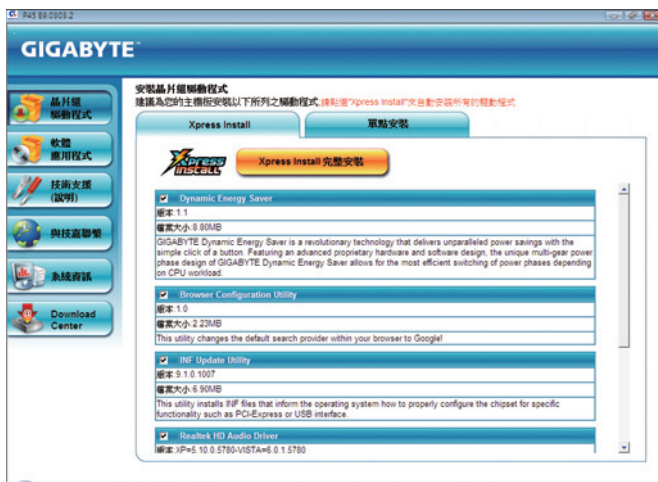 P45 B9.0303.2
GIGABYTE™
安裝晶片組驅動程式
建議為您的主機板安裝以下所列之驅動程式,請點選"Xpress Install"來自動安裝所有的驅動程式
晶片組
驅動程式
軟體
應用程式
技術支援
(說明)
與技嘉聯繫
系統資訊
Download
Center
Xpress Install
單點安裝
Xpress
INSTALL
Xpress Install 完整安裝
Dynamic Energy Saver
版本:1.1
檔案大小:8.80MB
GIGABYTE Dynamic Energy Saver is a revolutionary technology that delivers unparalleled power savings with the
simple click of a button. Featuring an advanced proprietary hardware and software design, the unique multi-gear power
phase design of GIGABYTE Dynamic Energy Saver allows for the most efficient switching of power phases depending
on CPU workload.
Browser Configuration Utility
版本:1.0
檔案大小:2.23MB
This utility changes the default search provider within your browser to Google!
INF Update Utility
版本:9.1.0.1007
檔案大小:6.90MB
This utility installs INF files that inform the operating system how to properly configure the chipset for specific
functionality such as PCI-Express or USB interface.
Realtek HD Audio Driver
版本:XP=5.10.0.5780-VISTA=6.0.1.5780